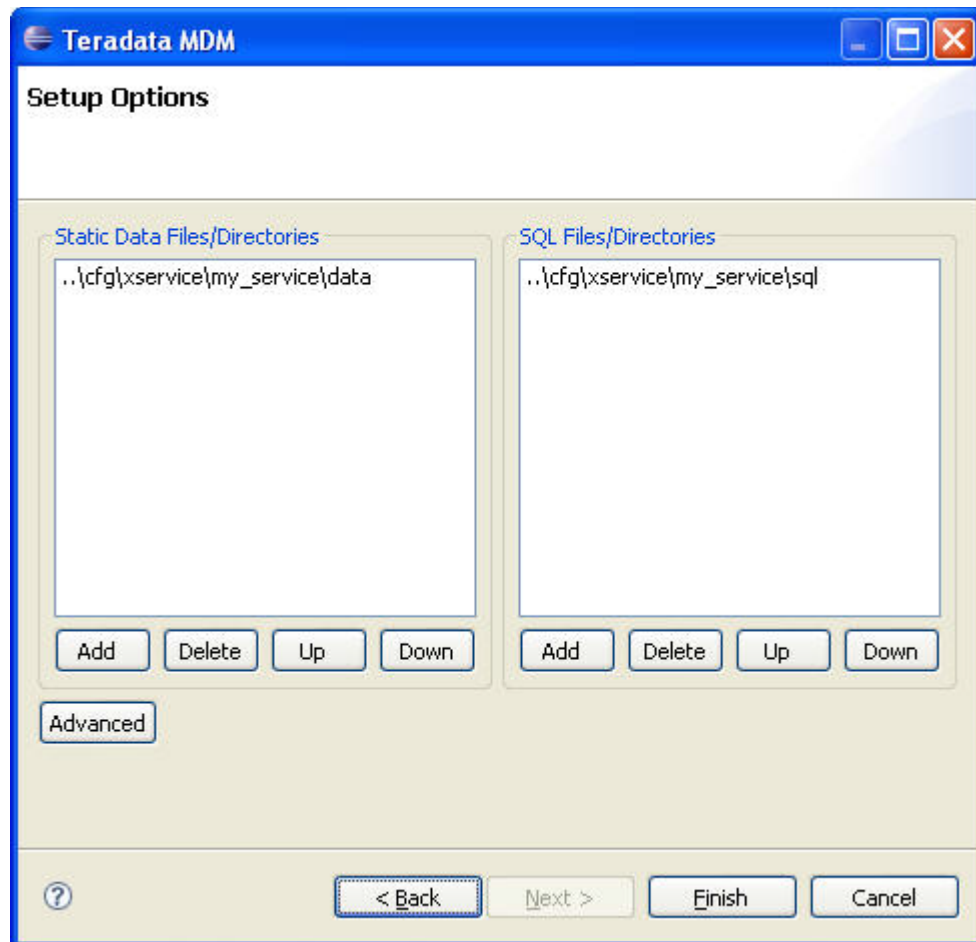 Teradata MDM
Setup Options
Static Data Files/Directories
..\cfg\xservice\my_service\data
Add Delete Up Down
SQL Files/Directories
..\cfg\xservice\my_service\sql
Add Delete Up Down
Advanced
?
< Back Next > Finish Cancel